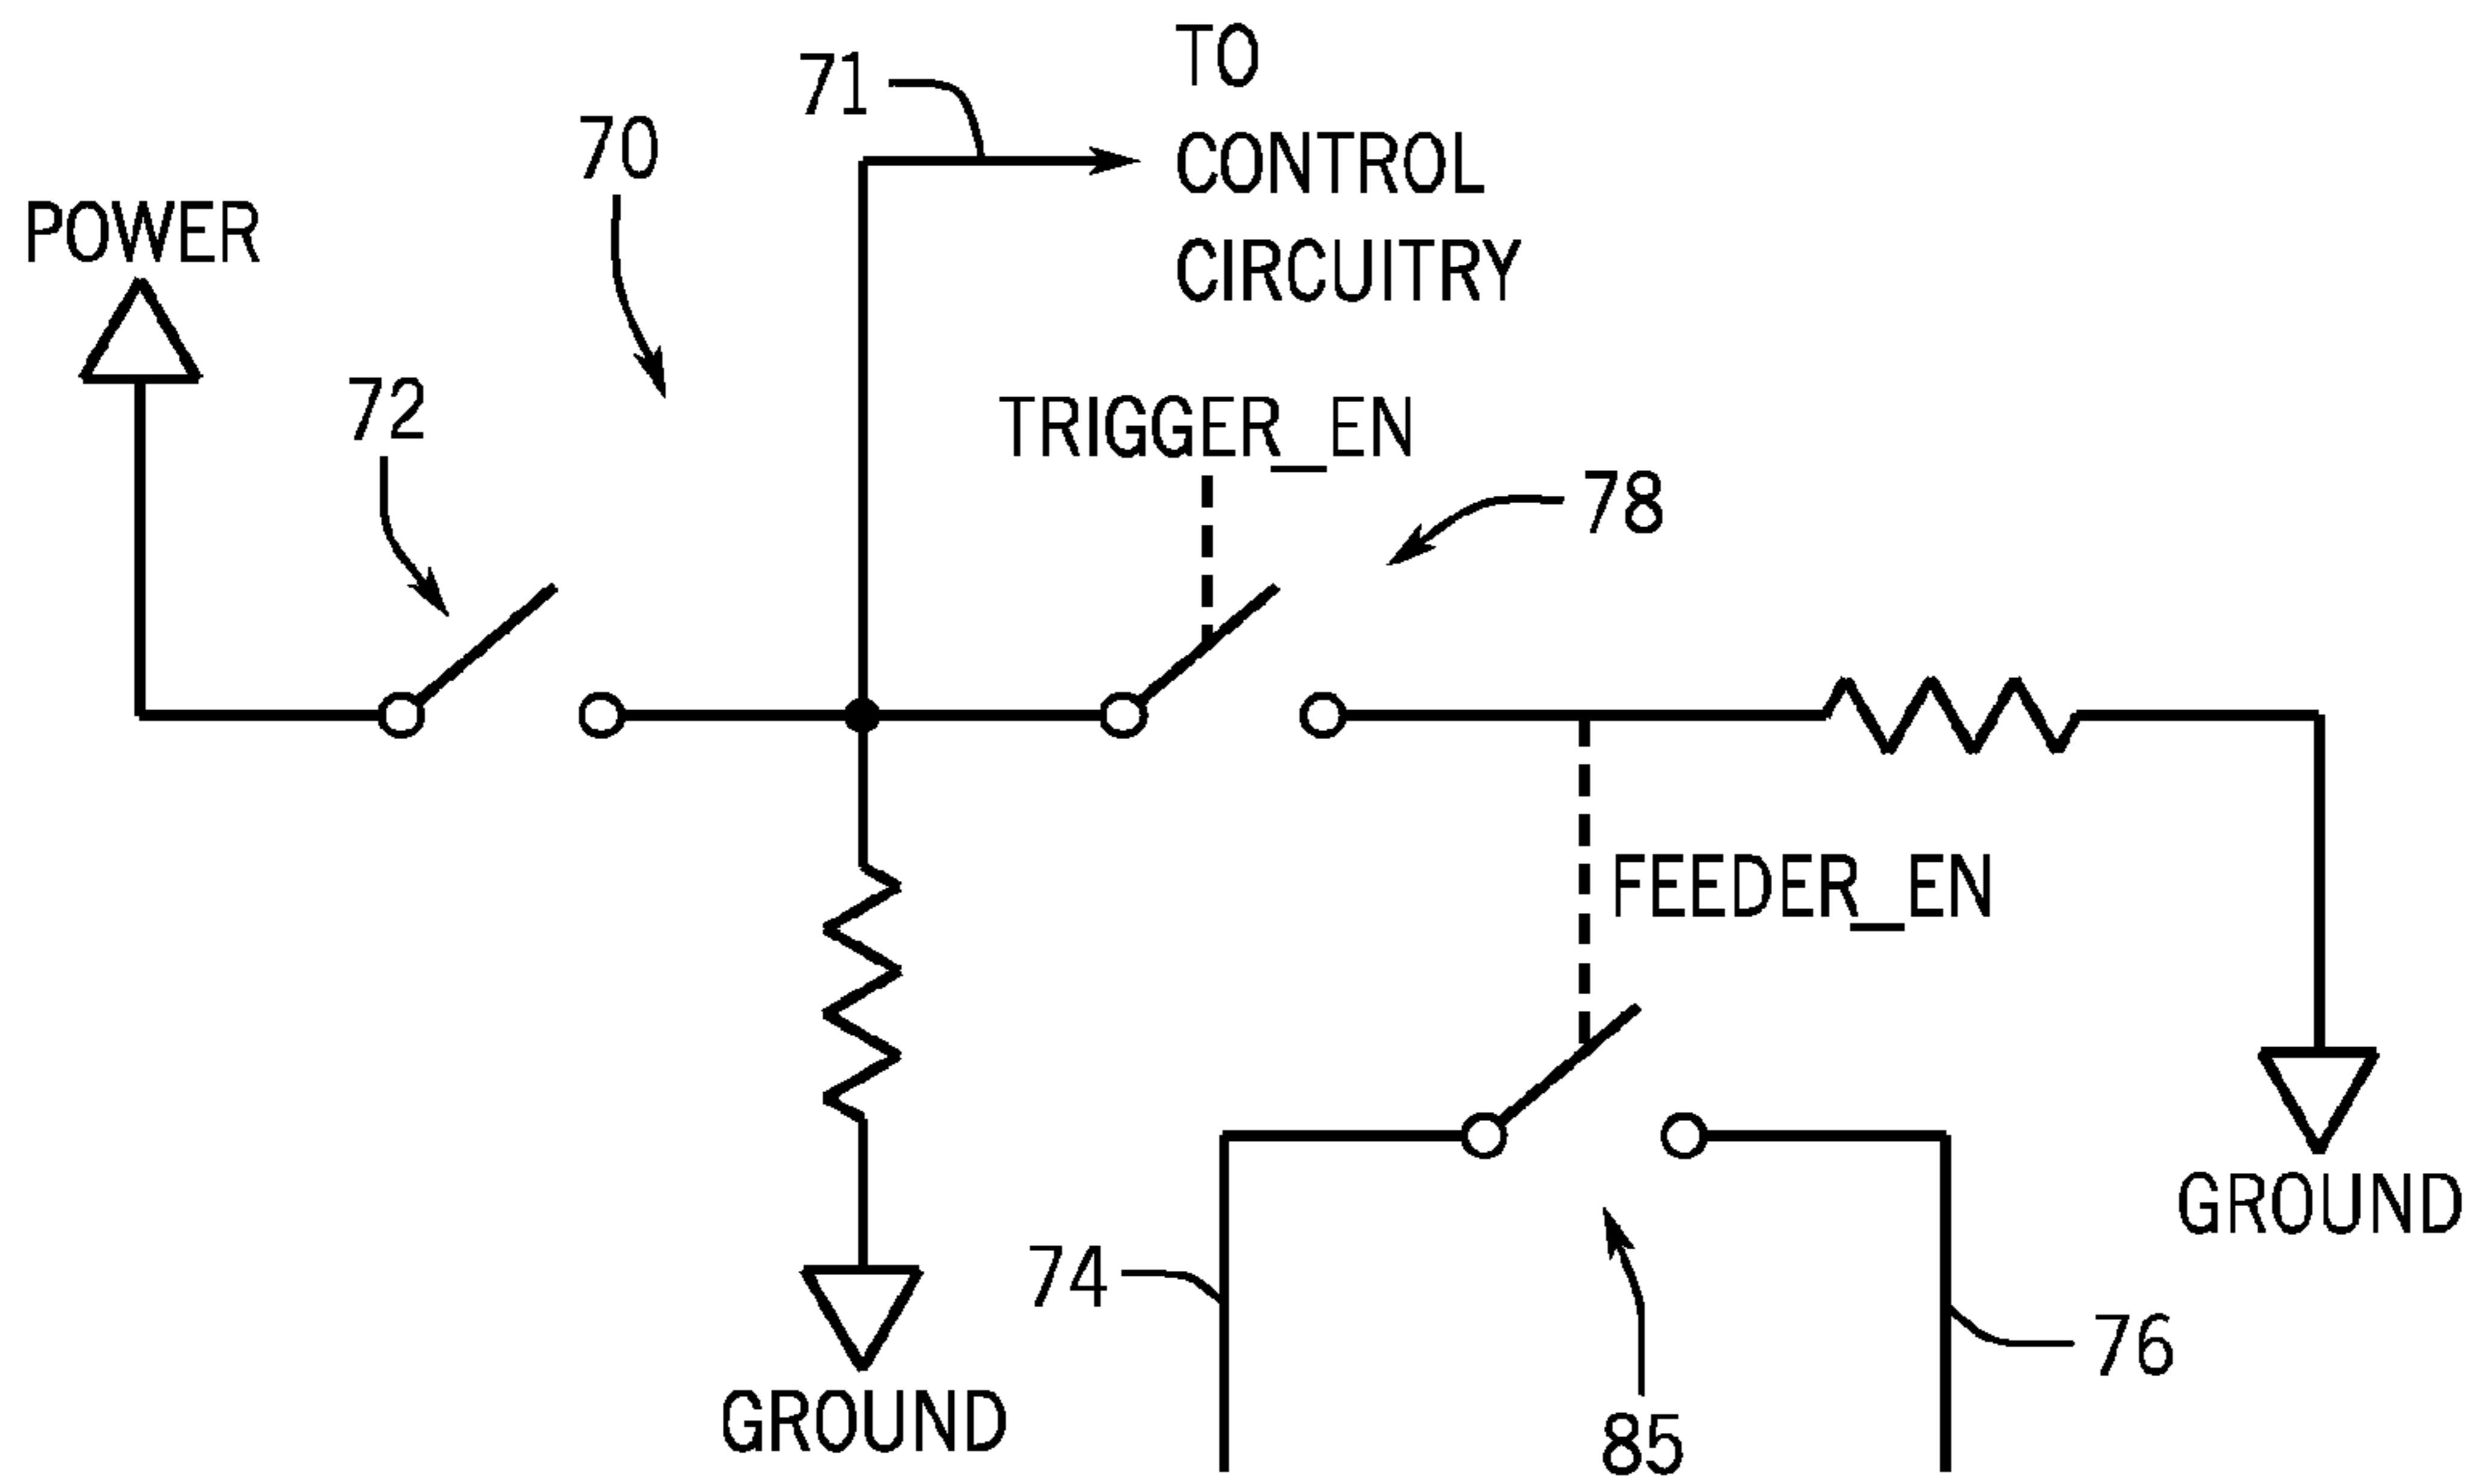 71
TO
CONTROL
CIRCUITRY
70
POWER
72
TRIGGER_EN
78
FEEDER_EN
GROUND
74
76
GROUND
85